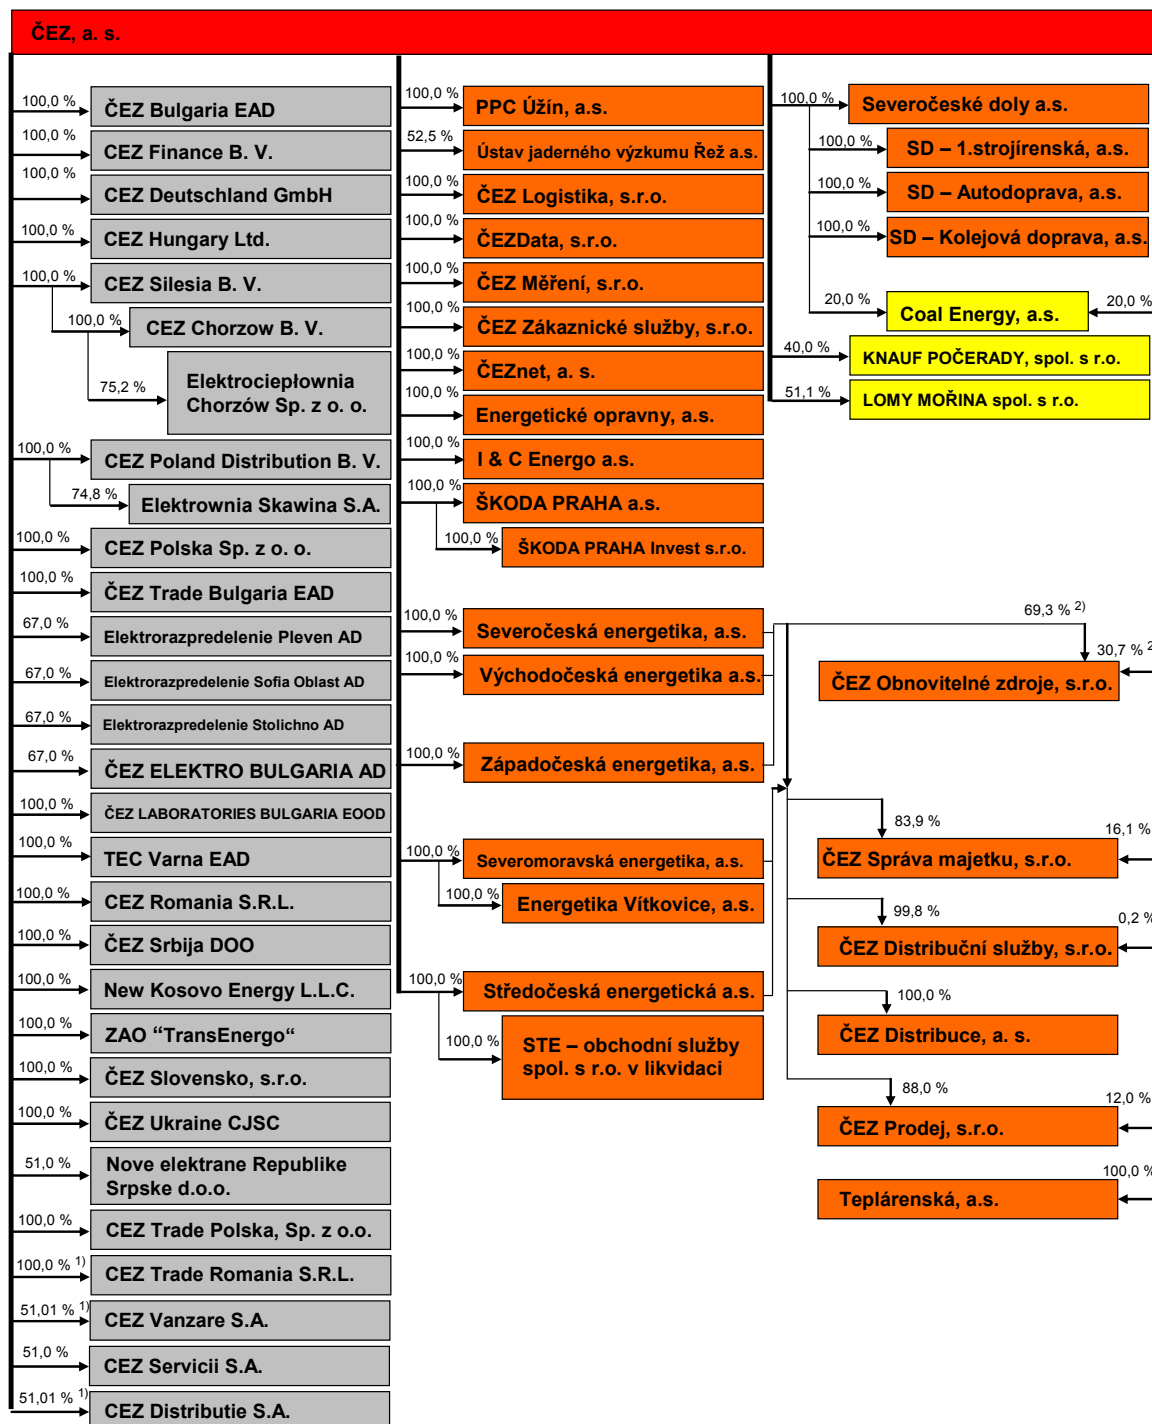 ČEZ, a. s.
100,0 %
ČEZ Bulgaria EAD
100,0 %
CEZ Finance B. V.
100,0 %
CEZ Deutschland GmbH
100,0 %
CEZ Hungary Ltd.
100,0 %
CEZ Silesia B. V.
100,0 %
CEZ Chorzow B. V.
75,2 %
Elektrociepłownia
Chorzów Sp. z o. o.
100,0 %
CEZ Poland Distribution B. V.
74,8 %
Elektrownia Skawina S.A.
100,0 %
CEZ Polska Sp. z o. o.
100,0 %
ČEZ Trade Bulgaria EAD
67,0 %
Elektrorazpredelenie Pleven AD
67,0 %
Elektrorazpredelenie Sofia Oblast AD
67,0 %
Elektrorazpredelenie Stolichno AD
67,0 %
ČEZ ELEKTRO BULGARIA AD
100,0 %
ČEZ LABORATORIES BULGARIA EOOD
100,0 %
TEC Varna EAD
100,0 %
CEZ Romania S.R.L.
100,0 %
ČEZ Srbija DOO
100,0 %
New Kosovo Energy L.L.C.
100,0 %
ZAO “TransEnergo“
100,0 %
ČEZ Slovensko, s.r.o.
100,0 %
ČEZ Ukraine CJSC
51,0 %
Nove elektrane Republike
Srpske d.o.o.
100,0 %
CEZ Trade Polska, Sp. z o.o.
100,0 % 1)
CEZ Trade Romania S.R.L.
51,01 % 1)
CEZ Vanzare S.A.
51,0 %
CEZ Servicii S.A.
51,01 % 1)
CEZ Distributie S.A.
100,0 %
PPC Úžín, a.s.
52,5 %
Ústav jaderného výzkumu Řež a.s.
100,0 %
ČEZ Logistika, s.r.o.
100,0 %
ČEZData, s.r.o.
100,0 %
ČEZ Měření, s.r.o.
100,0 %
ČEZ Zákaznické služby, s.r.o.
100,0 %
ČEZnet, a. s.
100,0 %
Energetické opravny, a.s.
100,0 %
I & C Energo a.s.
100,0 %
ŠKODA PRAHA a.s.
100,0 %
ŠKODA PRAHA Invest s.r.o.
100,0 %
Severočeská energetika, a.s.
100,0 %
Východočeská energetika a.s.
100,0 %
Západočeská energetika, a.s.
100,0 %
Severomoravská energetika, a.s.
100,0 %
Energetika Vítkovice, a.s.
100,0 %
Středočeská energetická a.s.
100,0 %
STE – obchodní služby
spol. s r.o. v likvidaci
100,0 %
Severočeské doly a.s.
100,0 %
SD – 1.strojírenská, a.s.
100,0 %
SD – Autodoprava, a.s.
100,0 %
SD – Kolejová doprava, a.s.
20,0 %
Coal Energy, a.s.
20,0 %
40,0 %
KNAUF POČERADY, spol. s r.o.
51,1 %
LOMY MOŘINA spol. s r.o.
69,3 % 2)
30,7 % 2
ČEZ Obnovitelné zdroje, s.r.o.
83,9 %
16,1 %
ČEZ Správa majetku, s.r.o.
99,8 %
0,2 %
ČEZ Distribuční služby, s.r.o.
100,0 %
ČEZ Distribuce, a. s.
88,0 %
12,0 %
ČEZ Prodej, s.r.o.
100,0 %
Teplárenská, a.s.